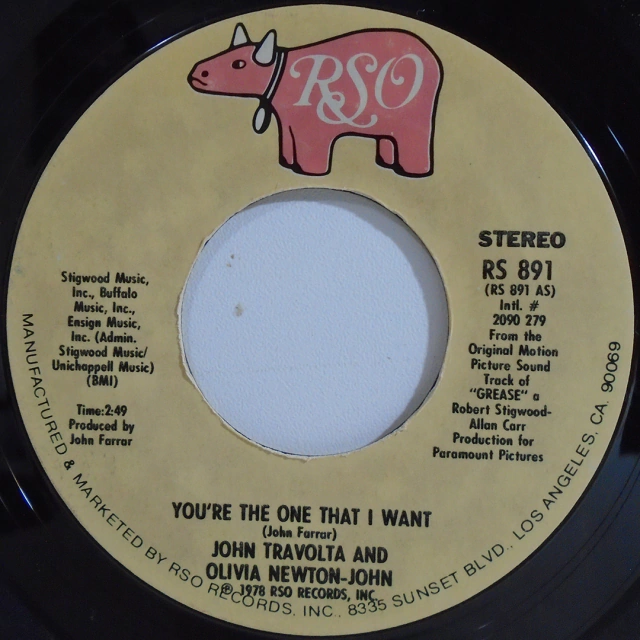 RSO
STEREO
RS 891
(RS 891 AS)
Intl. #
2090 279
From the
Original Motion
Picture Sound
Track of
"GREASE" a
Robert Stigwood-
Allan Carr
Production for
Paramount Pictures
Stigwood Music,
Inc., Buffalo
Music, Inc.,
Ensign Music,
Inc. (Admin.
Stigwood Music/
Unichappell Music)
(BMI)
Time:2:49
Produced by
John Farrar
YOU'RE THE ONE THAT I WANT
(John Farrar)
JOHN TRAVOLTA AND
OLIVIA NEWTON-JOHN
℗ 1978 RSO RECORDS, INC.
MANUFACTURED & MARKETED BY RSO RECORDS, INC., 8335 SUNSET BLVD., LOS ANGELES, CA. 90069